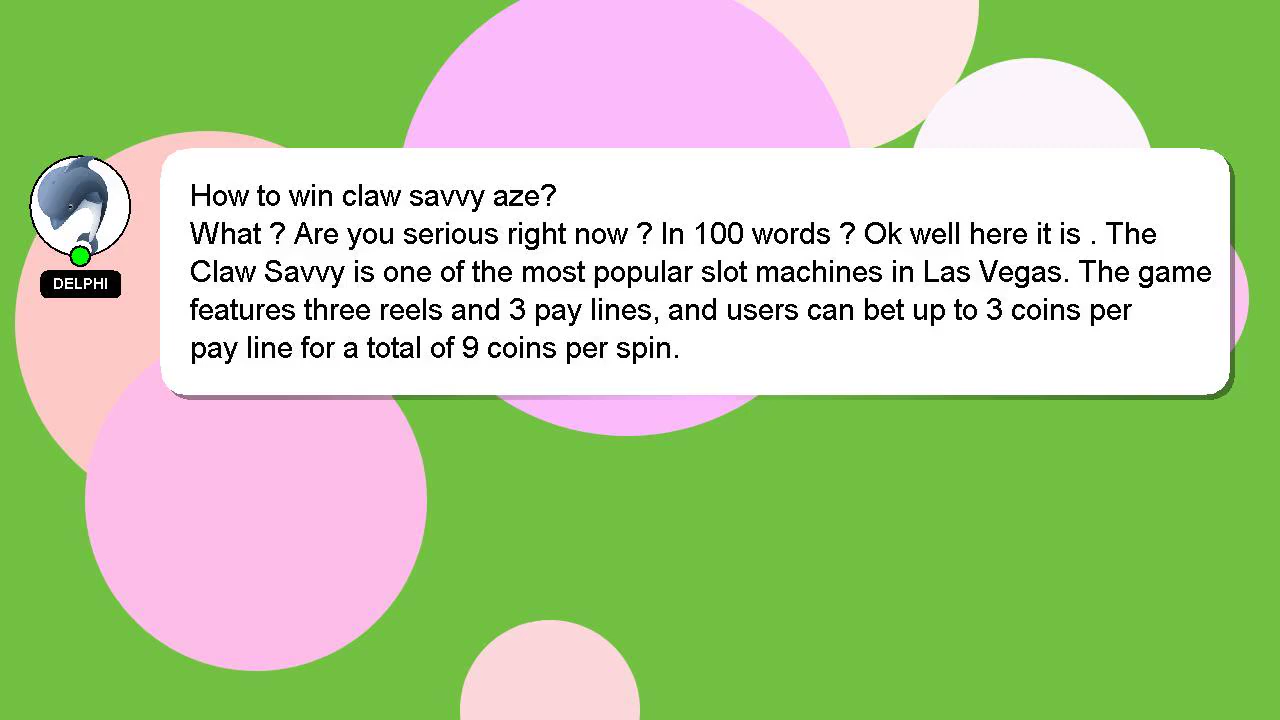 How to win claw savvy aze?
What ? Are you serious right now ? In 100 words ? Ok well here it is . The
Claw Savvy is one of the most popular slot machines in Las Vegas. The game
features three reels and 3 pay lines, and users can bet up to 3 coins per
pay line for a total of 9 coins per spin.
DELPHI